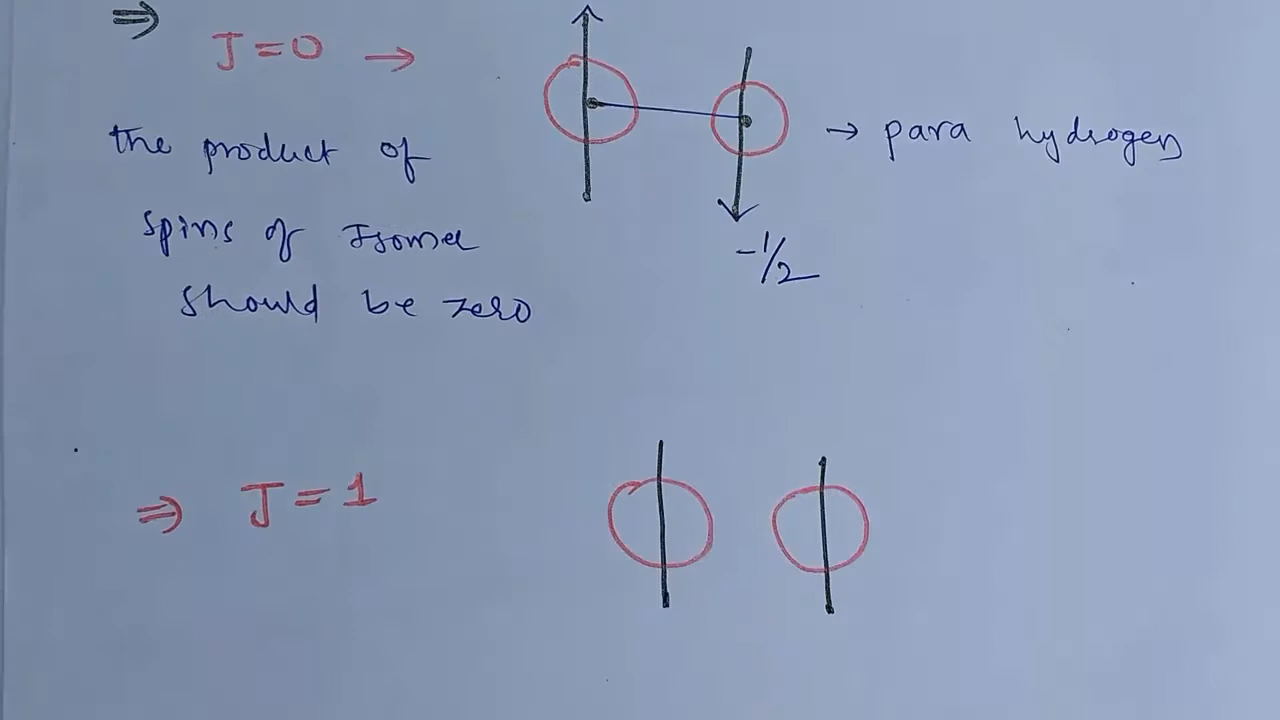 ⇒
J = 0 →
the product of
spins of Isomer
should be zero
→ para hydrogen
-1/2
⇒ J = 1